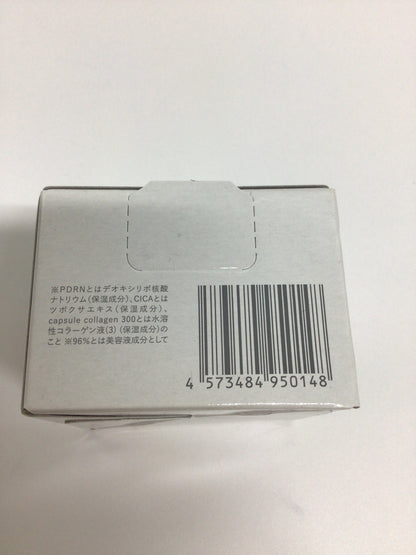 ※PDRNとはデオキシリボ核酸
ナトリウム(保湿成分)、CICAとは
ツボクサエキス(保湿成分)、
capsule collagen 300とは水溶
性コラーゲン液(3) (保湿成分)の
こと ※96%とは美容液成分として
4 573484 950148